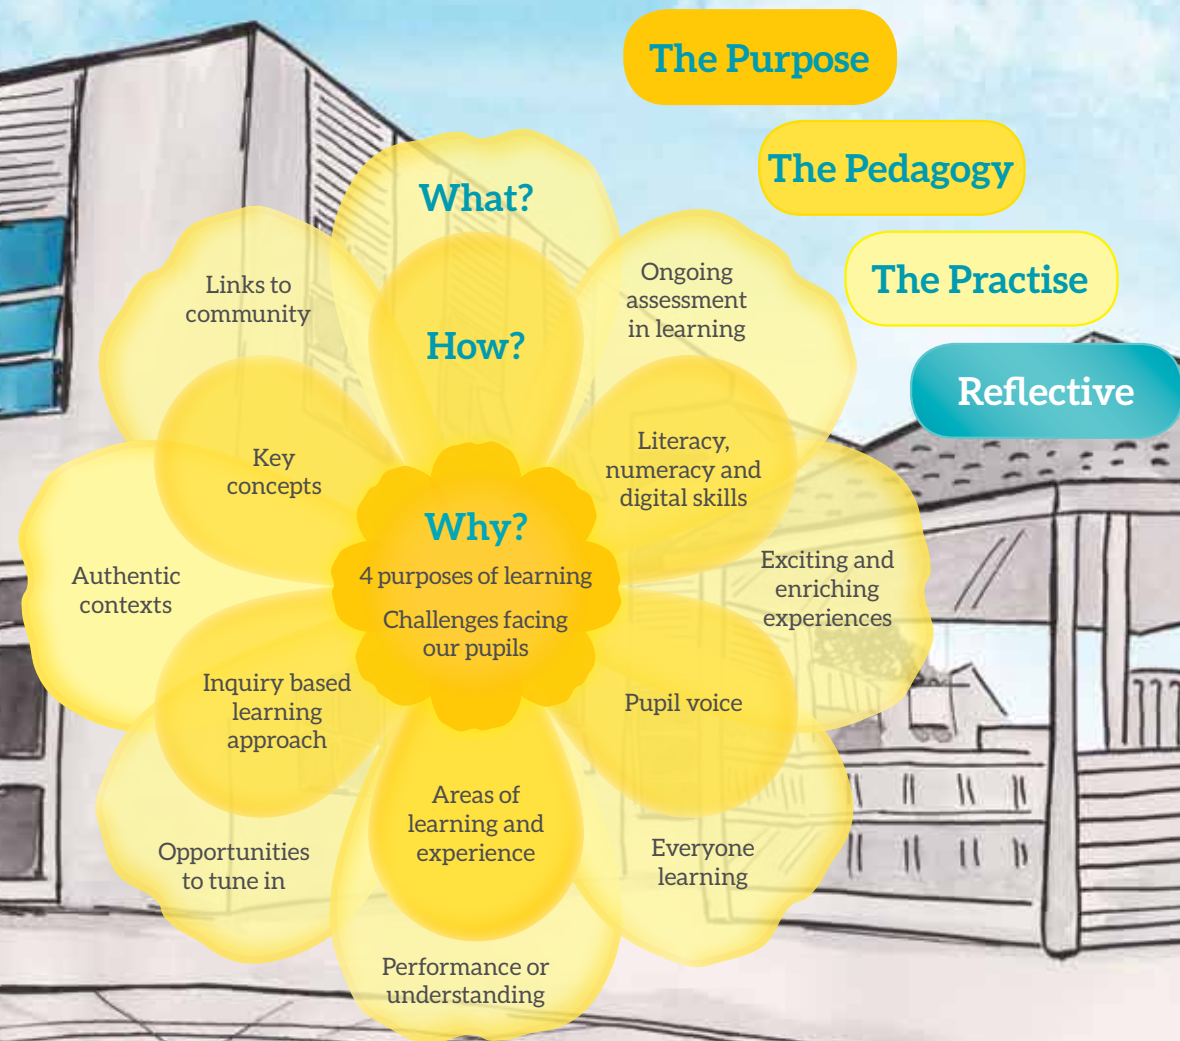 The Purpose
The Pedagogy
The Practise
Reflective
What?
How?
Links to
community
Ongoing
assessment
in learning
Key
concepts
Literacy,
numeracy and
digital skills
Why?
4 purposes of learning
Challenges facing
our pupils
Authentic
contexts
Exciting and
enriching
experiences
Inquiry based
learning
approach
Pupil voice
Areas of
learning and
experience
Opportunities
to tune in
Everyone
learning
Performance or
understanding